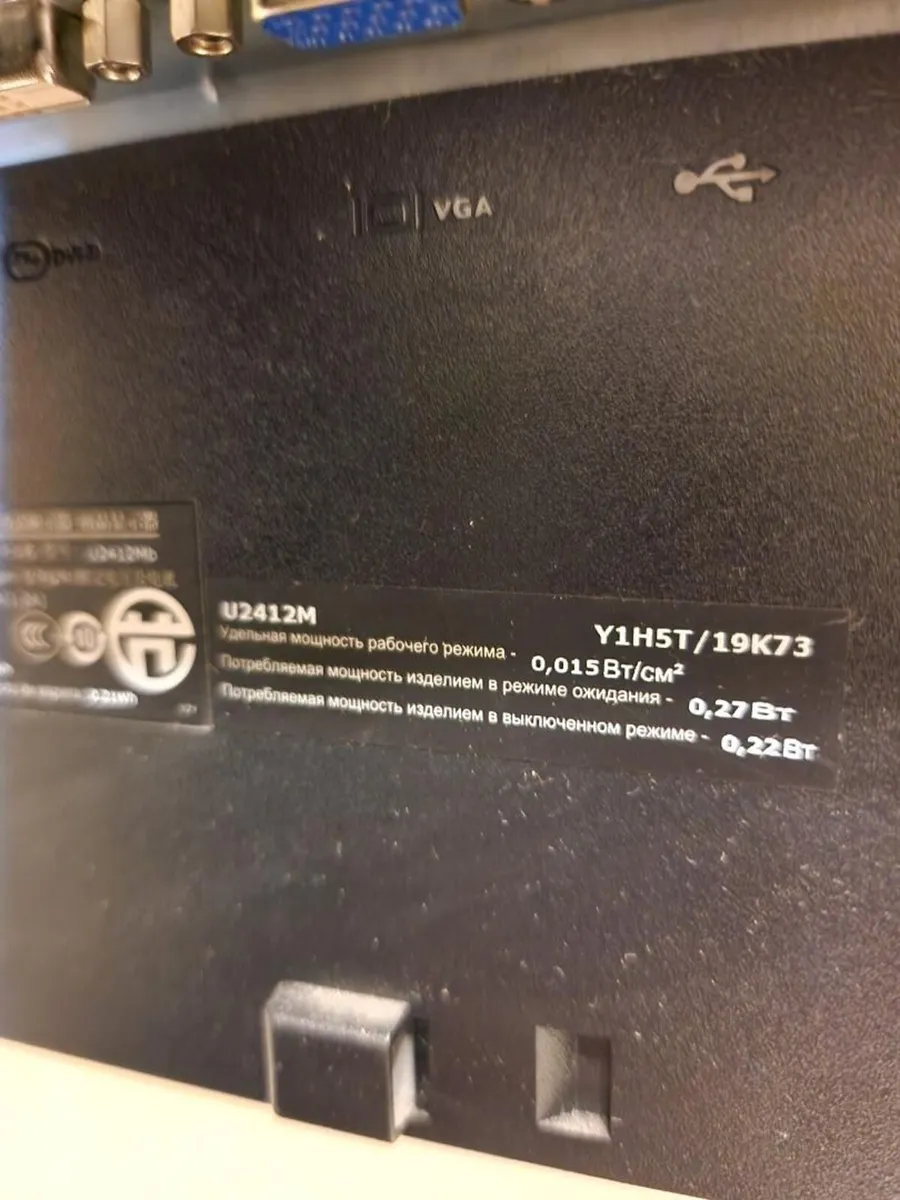 VGA
U2412Mb
U2412M
Y1H5T/19K73
Удельная мощность рабочего режима - 0,015 Вт/см²
Потребляемая мощность изделием в режиме ожидания - 0,27 Вт
Потребляемая мощность изделием в выключенном режиме - 0,22 Вт